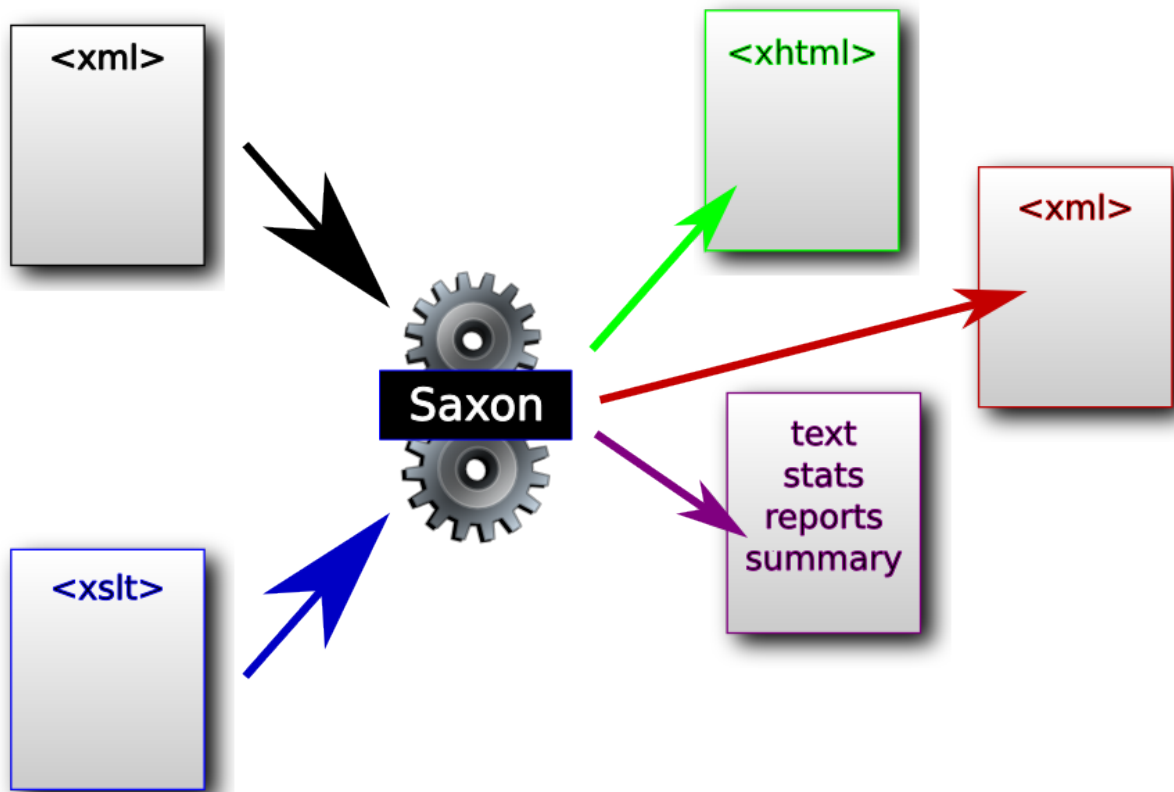 <xml>
<xhtml>
<xml>
Saxon
text
stats
reports
summary
<xslt>